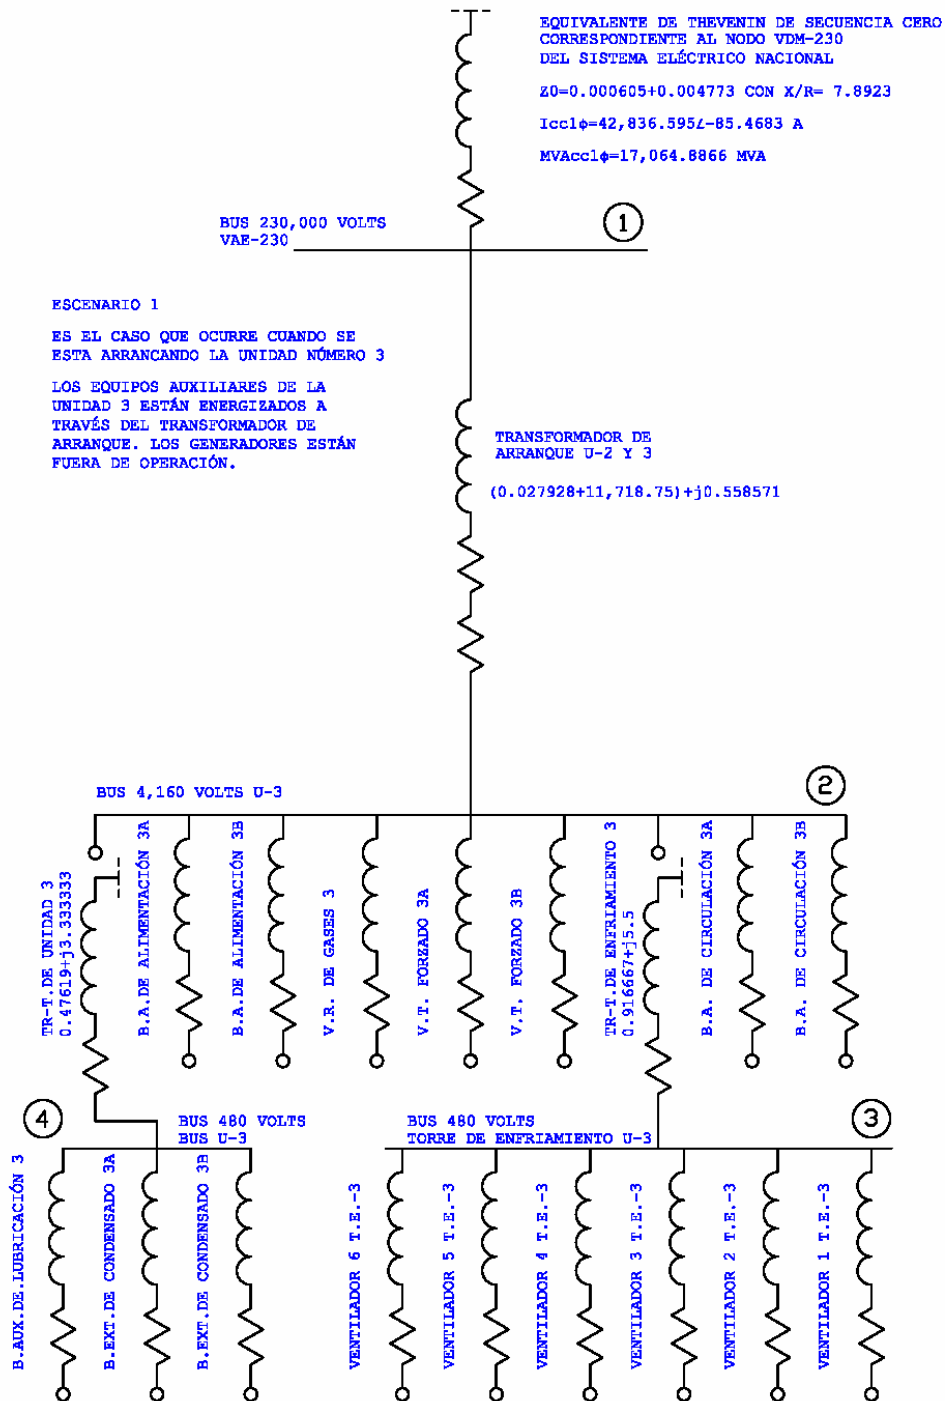 EQUIVALENTE DE THEVENIN DE SECUENCIA CERO
CORRESPONDIENTE AL NODO VDM-230
DEL SISTEMA ELÉCTRICO NACIONAL
Z0=0.000605+0.004773 CON X/R= 7.8923
Icc1ϕ=42,836.595∠-85.4683 A
MVAcc1ϕ=17,064.8866 MVA
BUS 230,000 VOLTS
VAE-230
1
ESCENARIO 1
ES EL CASO QUE OCURRE CUANDO SE
ESTA ARRANCANDO LA UNIDAD NÚMERO 3
LOS EQUIPOS AUXILIARES DE LA
UNIDAD 3 ESTÁN ENERGIZADOS A
TRAVÉS DEL TRANSFORMADOR DE
ARRANQUE. LOS GENERADORES ESTÁN
FUERA DE OPERACIÓN.
TRANSFORMADOR DE
ARRANQUE U-2 Y 3
(0.027928+11,718.75)+j0.558571
BUS 4,160 VOLTS U-3
2
TR-T.DE UNIDAD 3
0.47619+j3.333333
B.A.DE ALIMENTACIÓN 3A
B.A.DE ALIMENTACIÓN 3B
V.R. DE GASES 3
V.T. FORZADO 3A
V.T. FORZADO 3B
TR-T.DE ENFRIAMIENTO 3
0.916667+j5.5
B.A. DE CIRCULACIÓN 3A
B.A. DE CIRCULACIÓN 3B
4
BUS 480 VOLTS
BUS U-3
BUS 480 VOLTS
TORRE DE ENFRIAMIENTO U-3
3
B.AUX.DE.LUBRICACIÓN 3
B.EXT.DE CONDENSADO 3A
B.EXT.DE CONDENSADO 3B
VENTILADOR 6 T.E.-3
VENTILADOR 5 T.E.-3
VENTILADOR 4 T.E.-3
VENTILADOR 3 T.E.-3
VENTILADOR 2 T.E.-3
VENTILADOR 1 T.E.-3